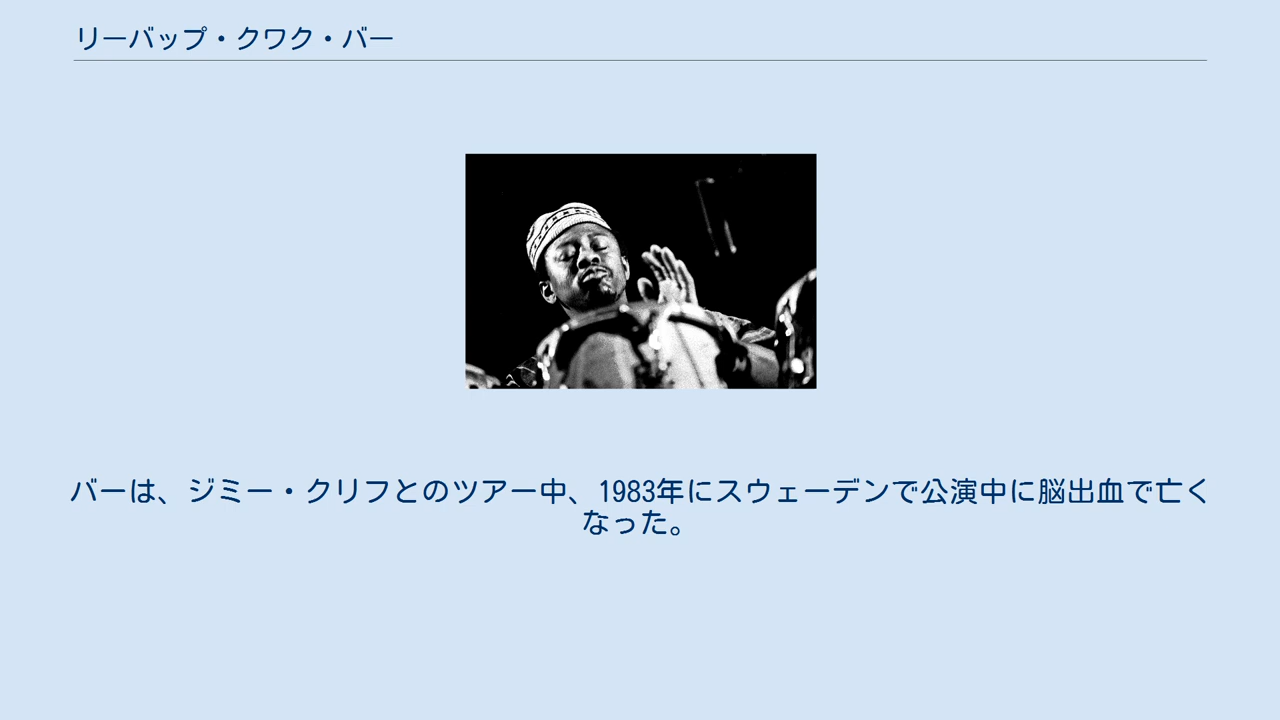 リーバップ・クワク・バー
バーは、ジミー・クリフとのツアー中、1983年にスウェーデンで公演中に脳出血で亡く
なった。